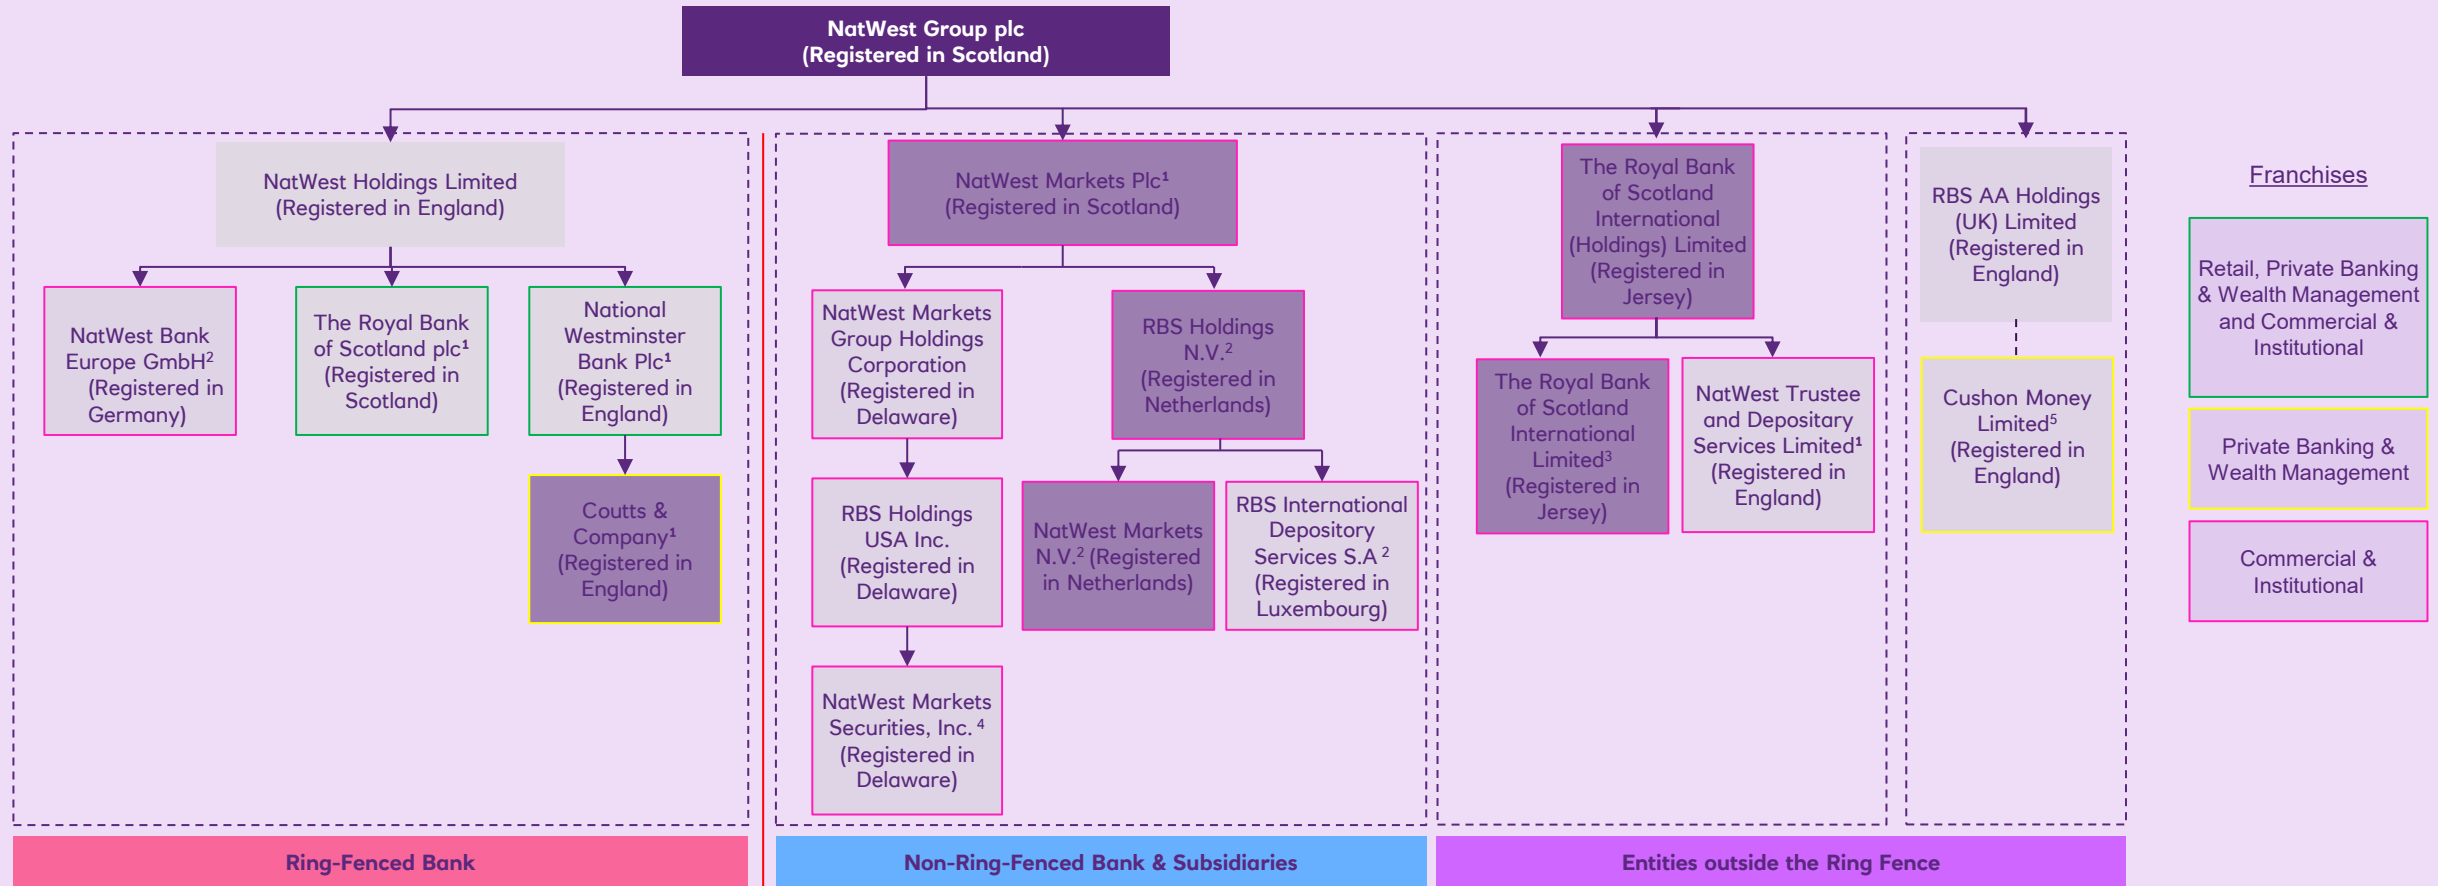 NatWest Group plc
(Registered in Scotland)
NatWest Holdings Limited
(Registered in England)
NatWest Bank
Europe GmbH²
(Registered in
Germany)
The Royal Bank
of Scotland plc¹
(Registered in
Scotland)
National
Westminster
Bank Plc¹
(Registered in
England)
Coutts &
Company¹
(Registered in
England)
NatWest Markets Plc¹
(Registered in Scotland)
NatWest Markets
Group Holdings
Corporation
(Registered in
Delaware)
RBS Holdings
N.V.²
(Registered in
Netherlands)
RBS Holdings
USA Inc.
(Registered in
Delaware)
NatWest Markets
N.V.² (Registered
in Netherlands)
RBS International
Depository
Services S.A ²
(Registered in
Luxembourg)
NatWest Markets
Securities, Inc. ⁴
(Registered in
Delaware)
The Royal Bank
of Scotland
International
(Holdings) Limited
(Registered in
Jersey)
The Royal Bank
of Scotland
International
Limited³
(Registered in
Jersey)
NatWest Trustee
and Depositary
Services Limited¹
(Registered in
England)
RBS AA Holdings
(UK) Limited
(Registered in
England)
Cushon Money
Limited⁵
(Registered in
England)
Franchises
Retail, Private Banking
& Wealth Management
and Commercial &
Institutional
Private Banking &
Wealth Management
Commercial &
Institutional
Ring-Fenced Bank
Non-Ring-Fenced Bank & Subsidiaries
Entities outside the Ring Fence